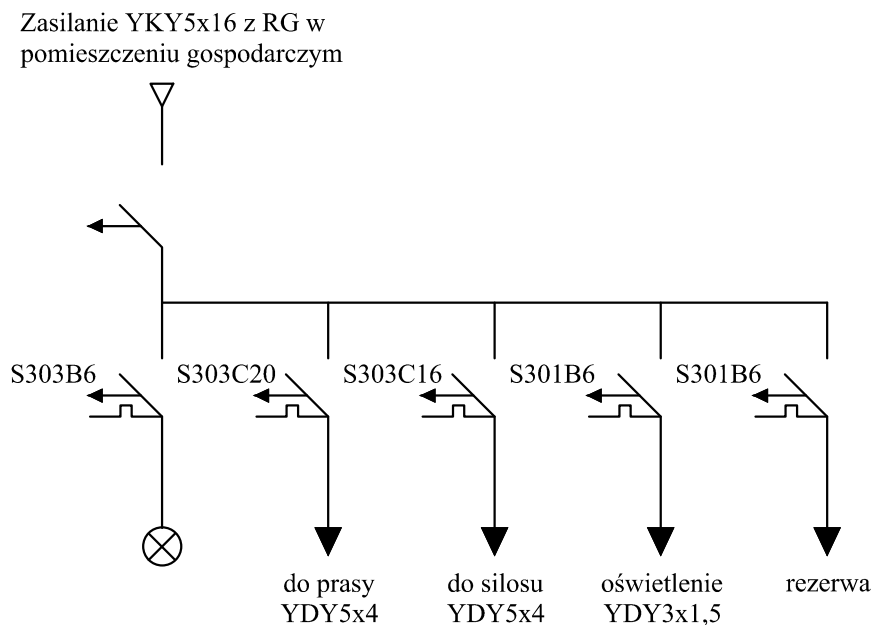 Zasilanie YKY5x16 z RG w
pomieszczeniu gospodarczym
S303B6
S303C20
S303C16
S301B6
S301B6
do prasy
YDY5x4
do silosu
YDY5x4
oświetlenie
YDY3x1,5
rezerwa